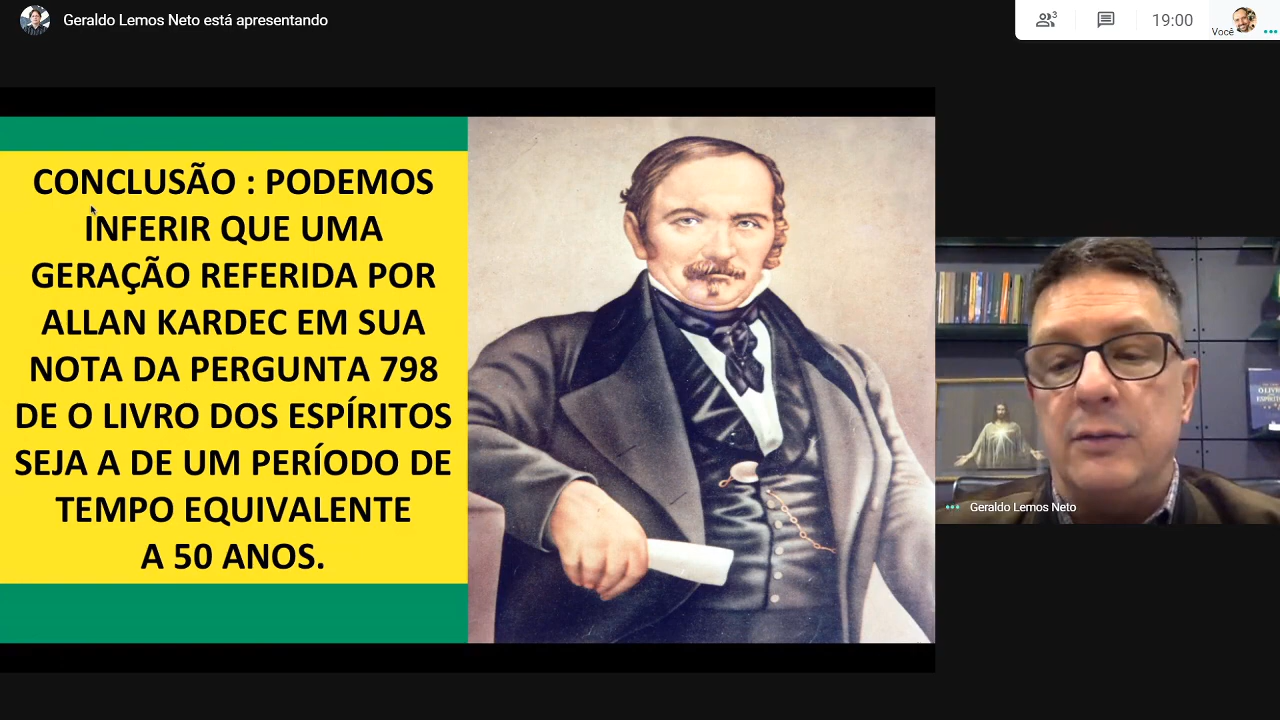 Geraldo Lemos Neto está apresentando
3
19:00
Você
CONCLUSÃO : PODEMOS
INFERIR QUE UMA
GERAÇÃO REFERIDA POR
ALLAN KARDEC EM SUA
NOTA DA PERGUNTA 798
DE O LIVRO DOS ESPÍRITOS
SEJA A DE UM PERÍODO DE
TEMPO EQUIVALENTE
A 50 ANOS.
Geraldo Lemos Neto